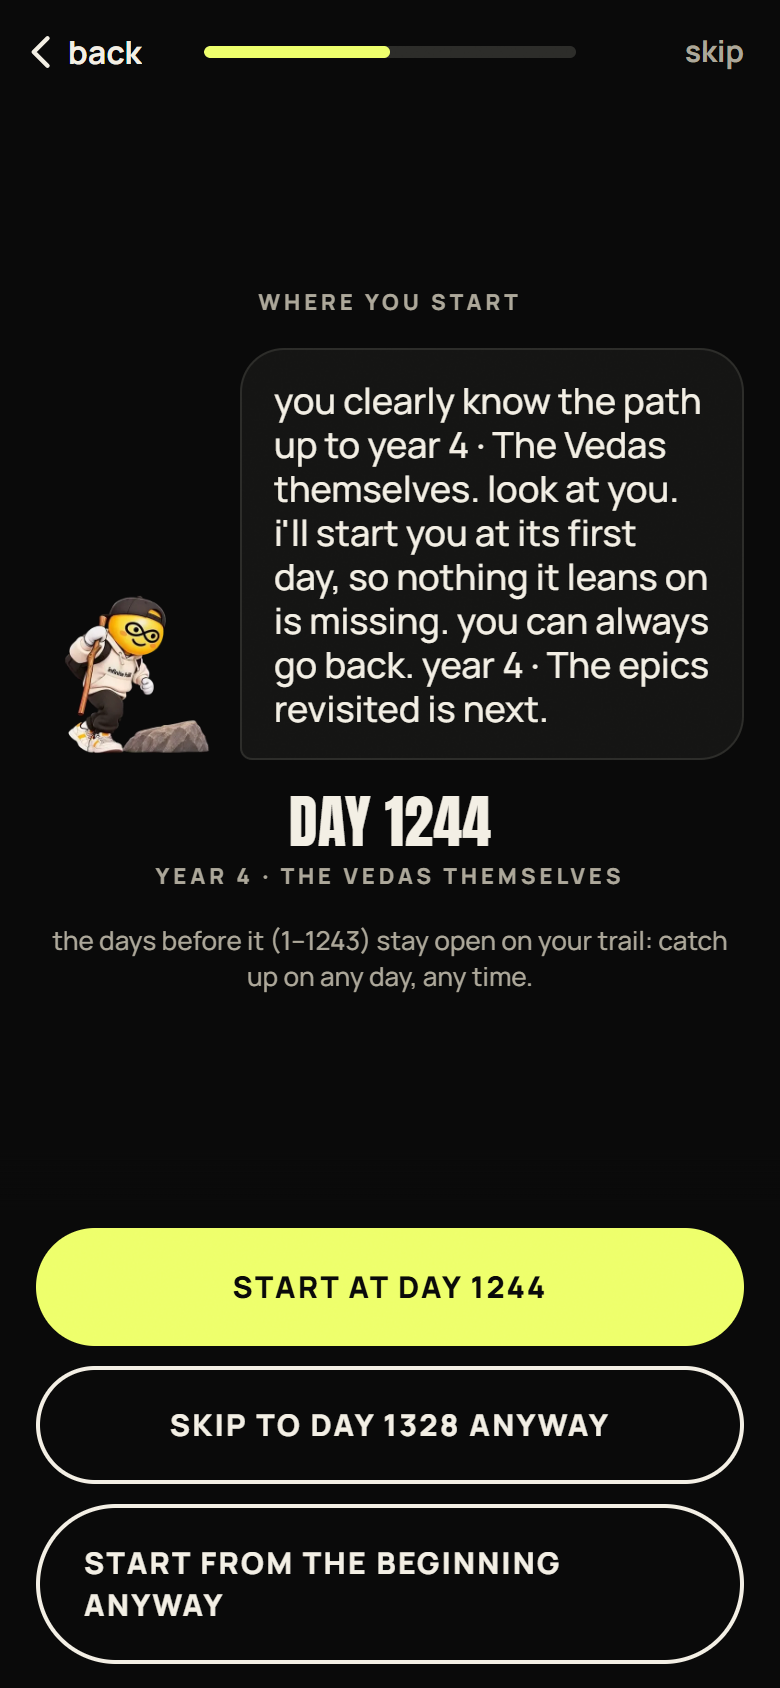 back
skip
WHERE YOU START
you clearly know the path
up to year 4 · The Vedas
themselves. look at you.
i'll start you at its first
day, so nothing it leans on
is missing. you can always
go back. year 4 · The epics
revisited is next.
DAY 1244
YEAR 4 · THE VEDAS THEMSELVES
the days before it (1–1243) stay open on your trail: catch
up on any day, any time.
START AT DAY 1244
SKIP TO DAY 1328 ANYWAY
START FROM THE BEGINNING
ANYWAY